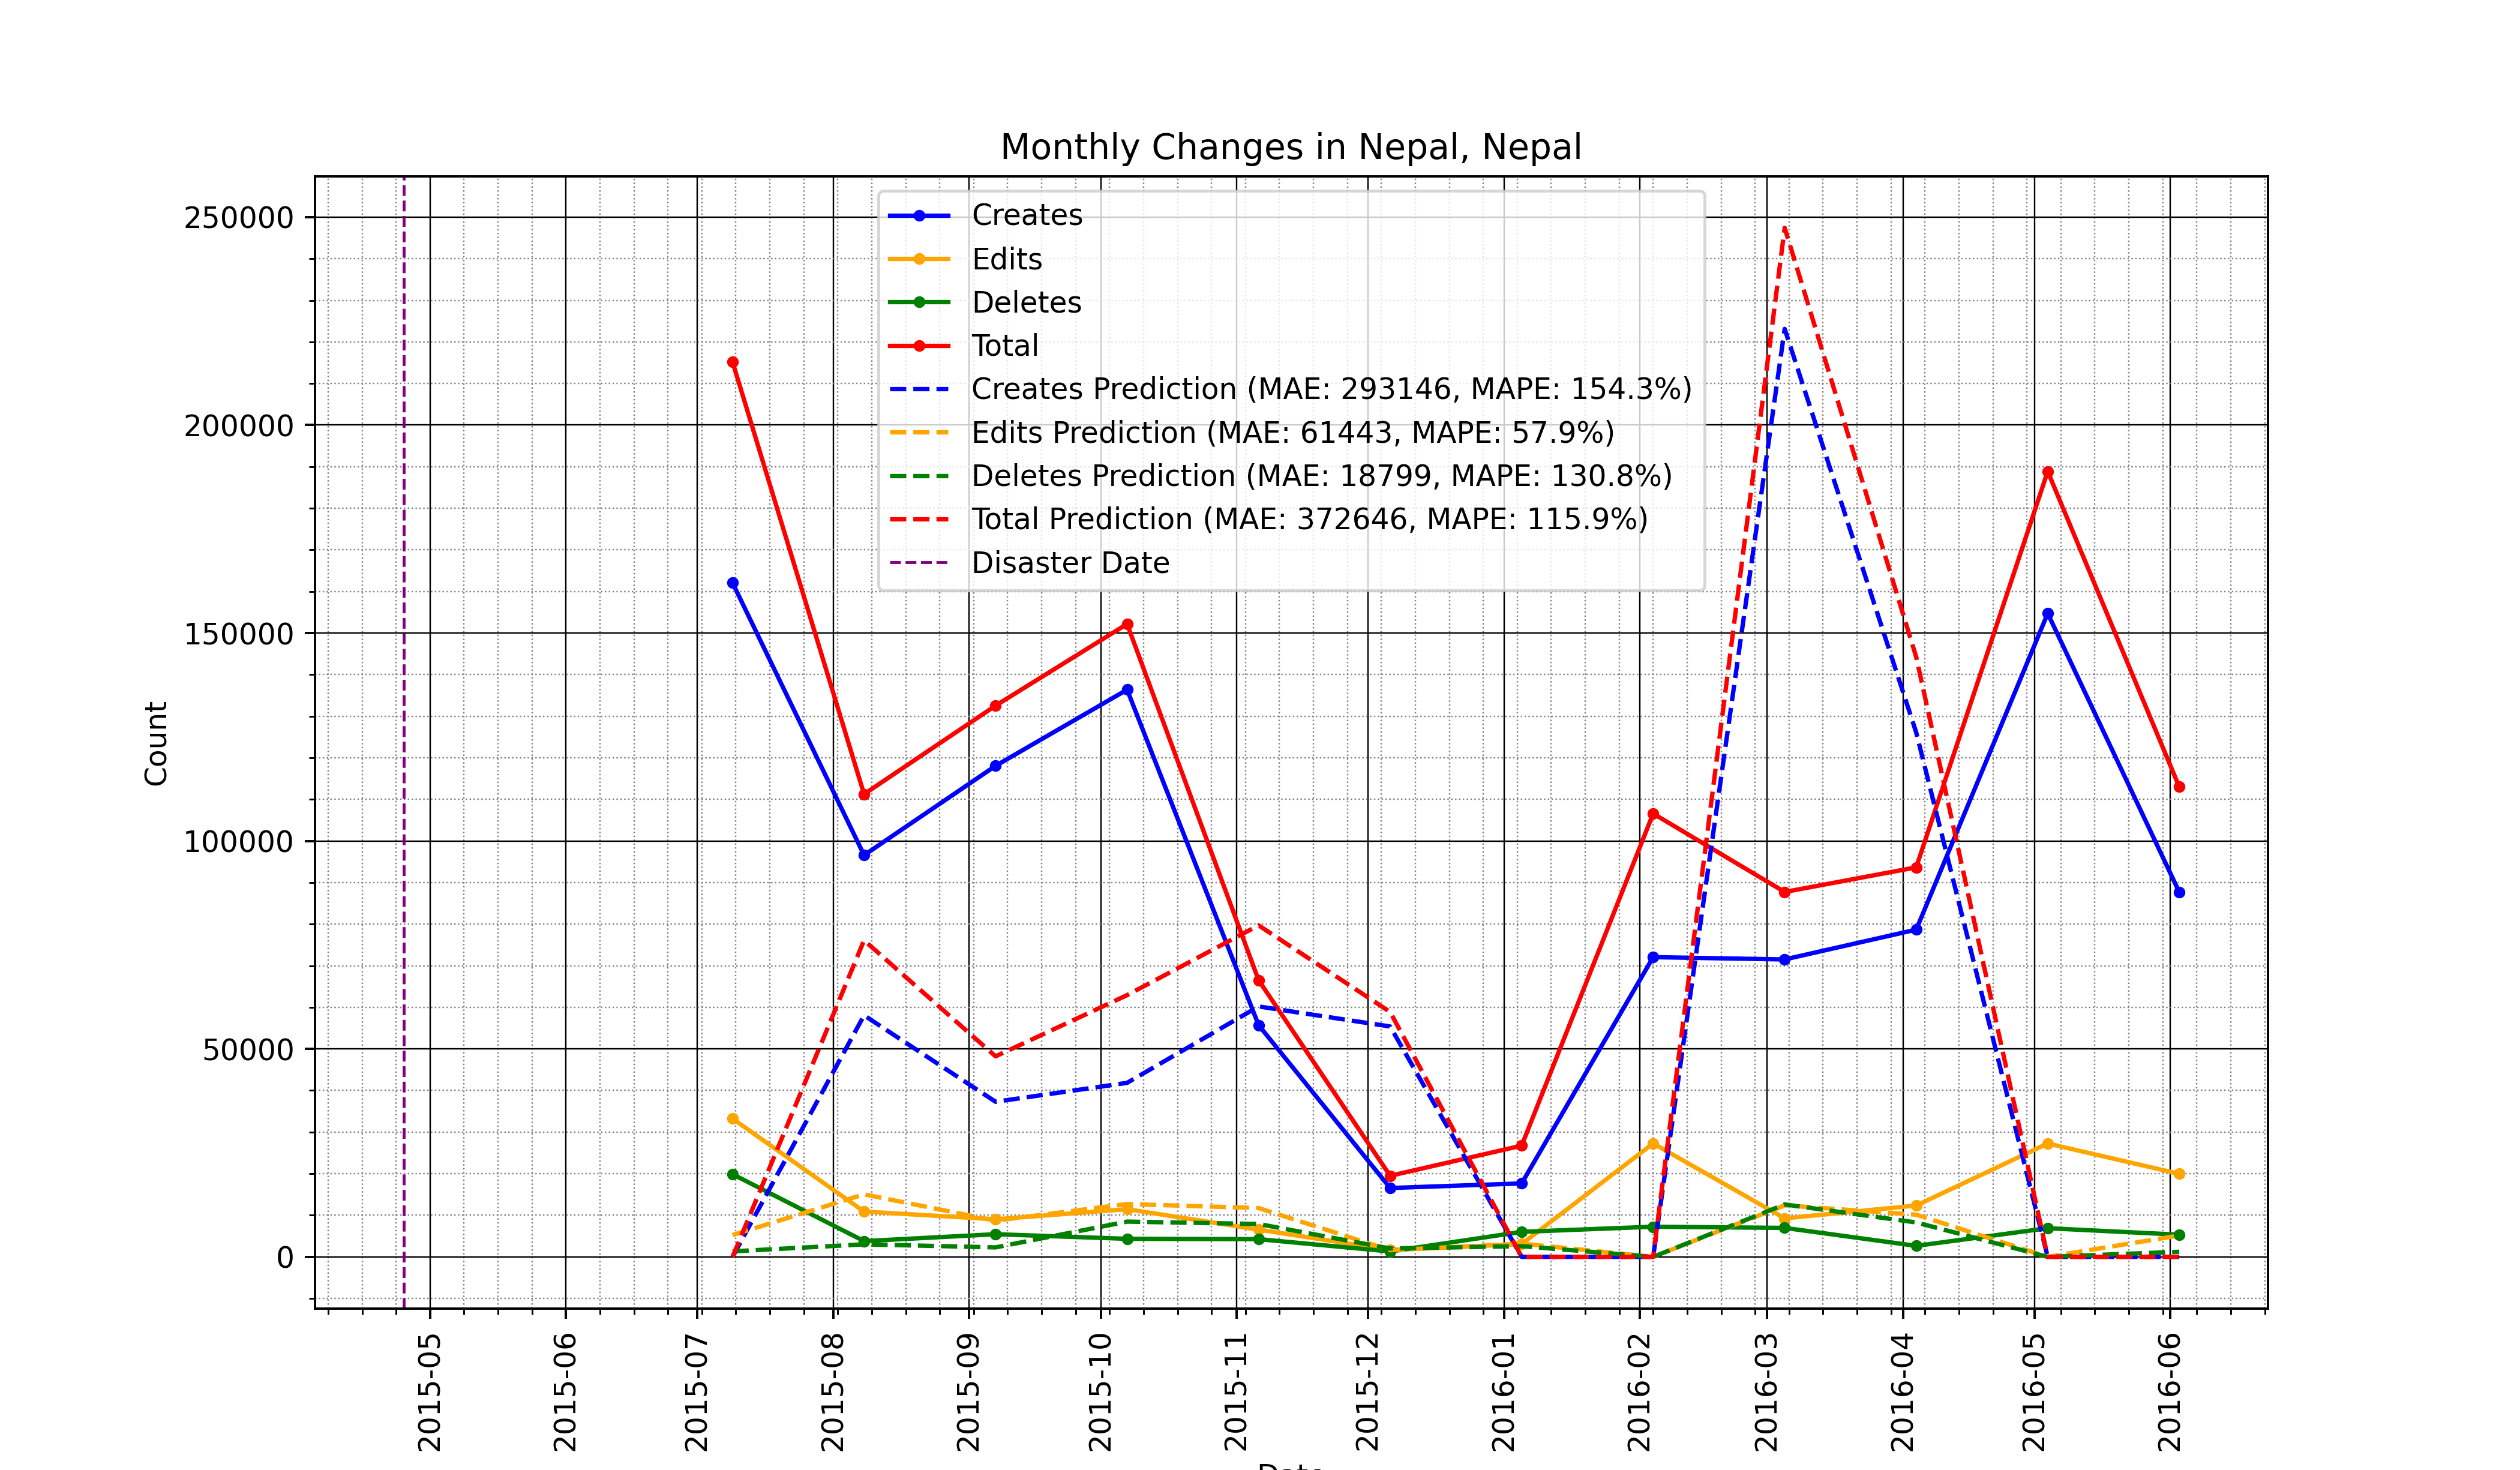 Monthly Changes in Nepal, Nepal
Creates
Edits
Deletes
Total
Creates Prediction (MAE: 293146, MAPE: 154.3%)
Edits Prediction (MAE: 61443, MAPE: 57.9%)
Deletes Prediction (MAE: 18799, MAPE: 130.8%)
Total Prediction (MAE: 372646, MAPE: 115.9%)
Disaster Date
Count
250000
200000
150000
100000
50000
0
2015-05
2015-06
2015-07
2015-08
2015-09
2015-10
2015-11
2015-12
2016-01
2016-02
2016-03
2016-04
2016-05
2016-06
Date